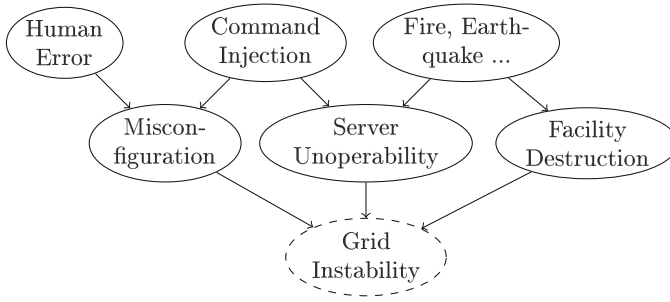 Human
Error
Command
Injection
Fire, Earth-
quake ...
Miscon-
figuration
Server
Unoperability
Facility
Destruction
Grid
Instability